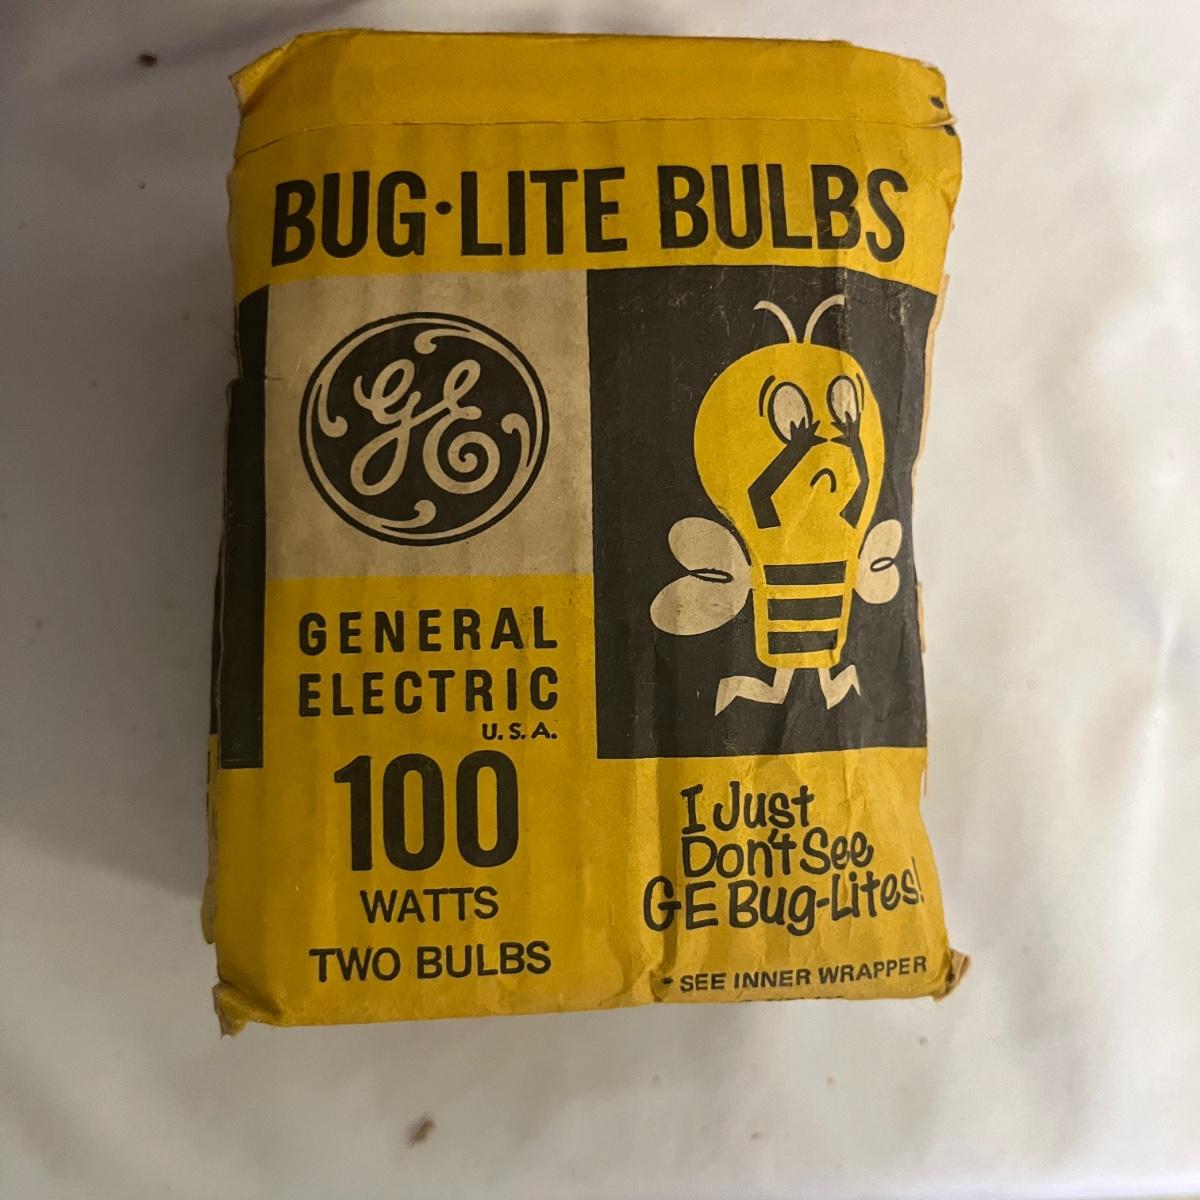 BUG·LITE BULBS
GE
GENERAL
ELECTRIC
U.S.A.
100
WATTS
TWO BULBS
I Just
Don't See
GE Bug-Lites!
* SEE INNER WRAPPER